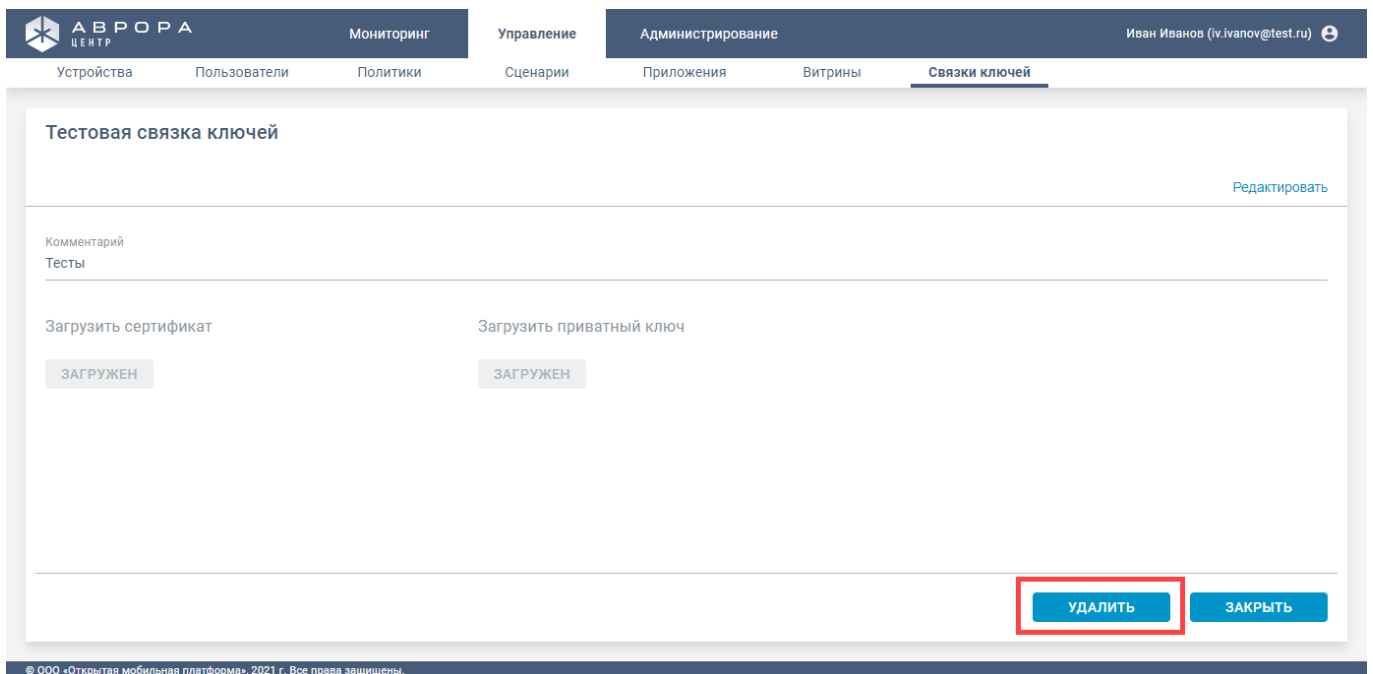 АВРОРА
ЦЕНТР
Мониторинг Управление Администрирование Иван Иванов (iv.ivanov@test.ru)
Устройства Пользователи Политики Сценарии Приложения Витрины Связки ключей
Тестовая связка ключей
Редактировать
Комментарий
Тесты
Загрузить сертификат Загрузить приватный ключ
ЗАГРУЖЕН ЗАГРУЖЕН
УДАЛИТЬ ЗАКРЫТЬ
© ООО «Открытая мобильная платформа», 2021 г. Все права защищены.